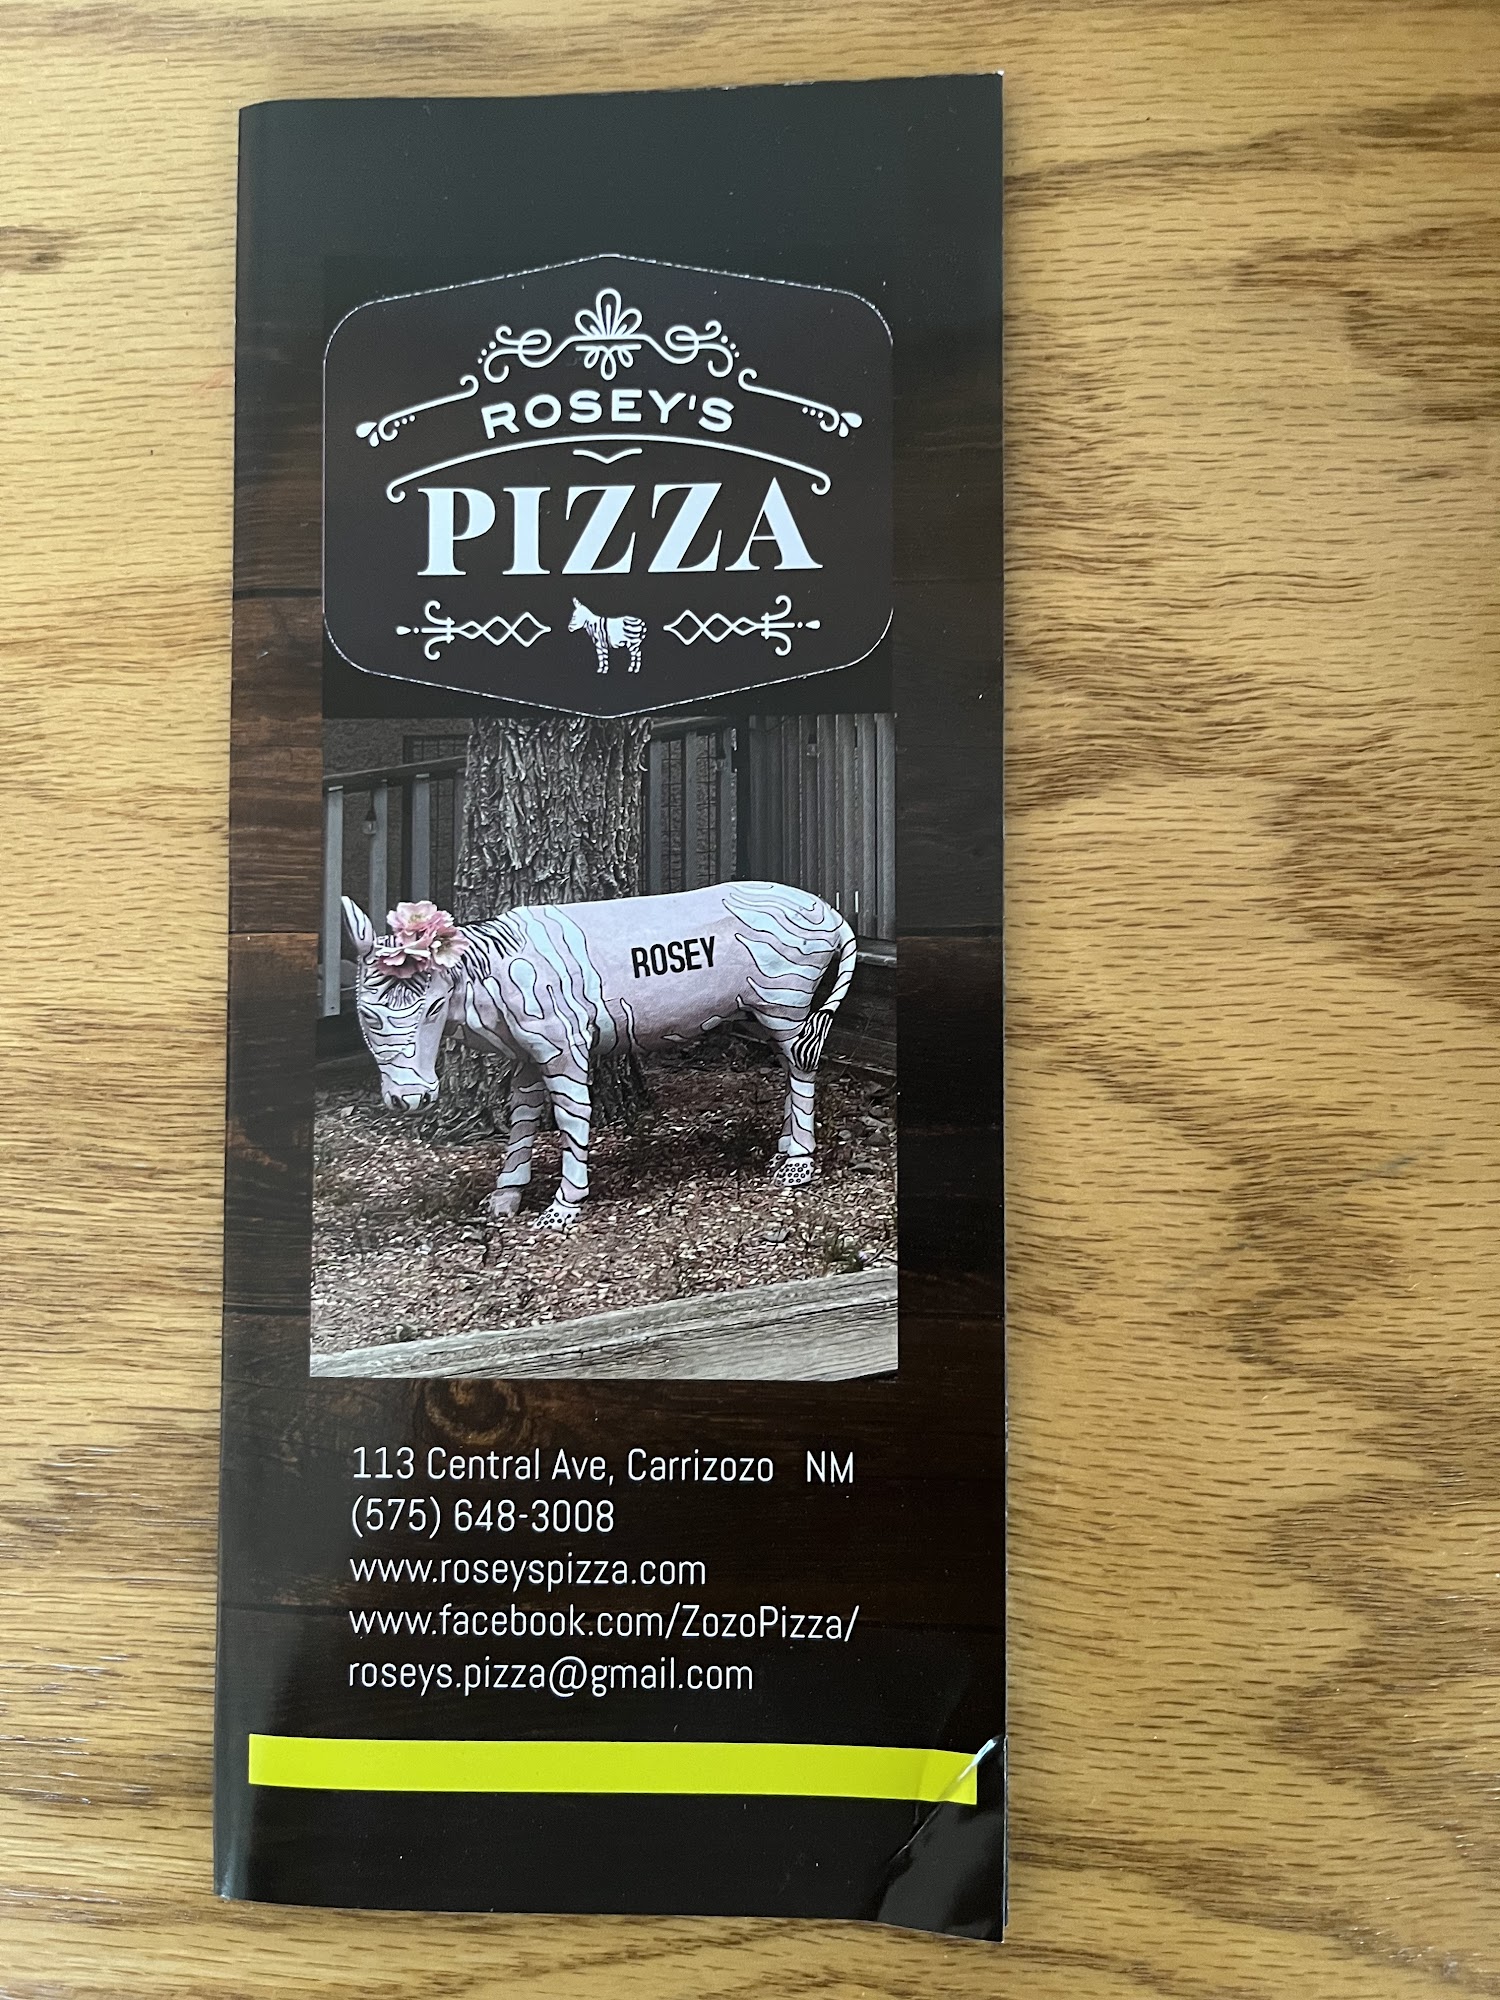 ROSEY'S
PIZZA
ROSEY
113 Central Ave, Carrizozo NM
(575) 648-3008
www.roseyspizza.com
www.facebook.com/ZozoPizza/
roseys.pizza@gmail.com